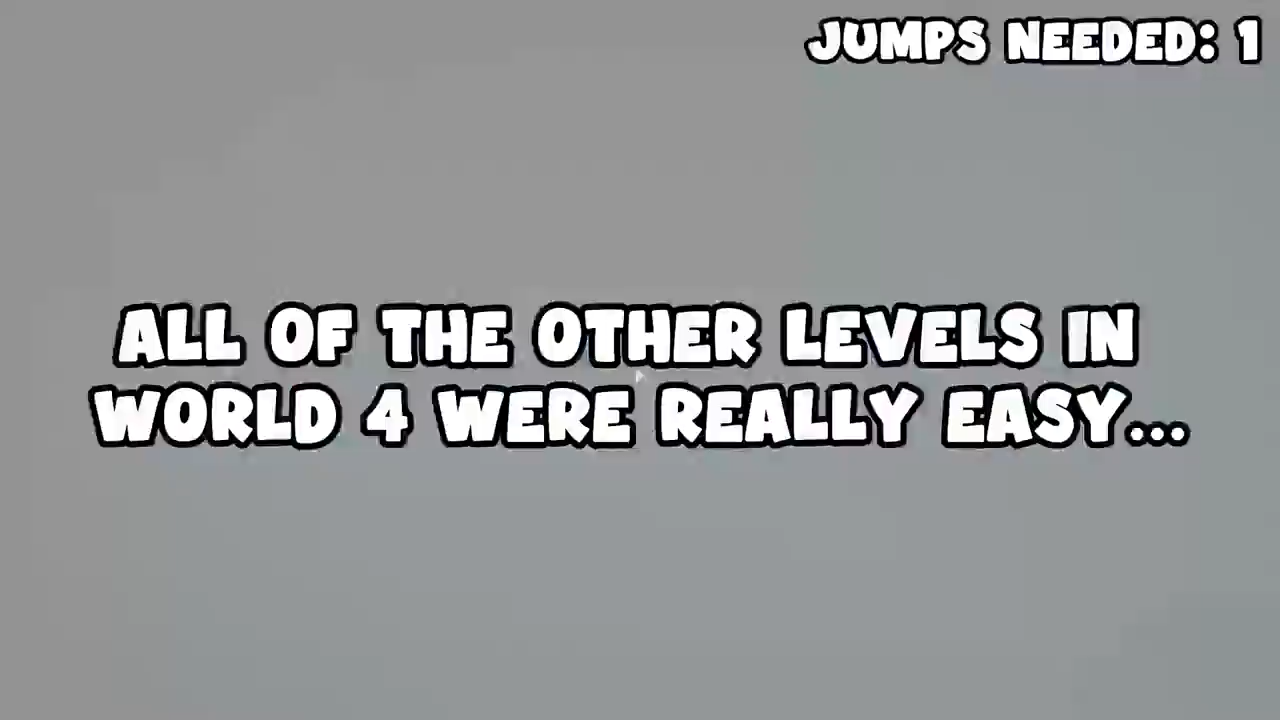 JUMPS NEEDED: 1
ALL OF THE OTHER LEVELS IN
WORLD 4 WERE REALLY EASY...